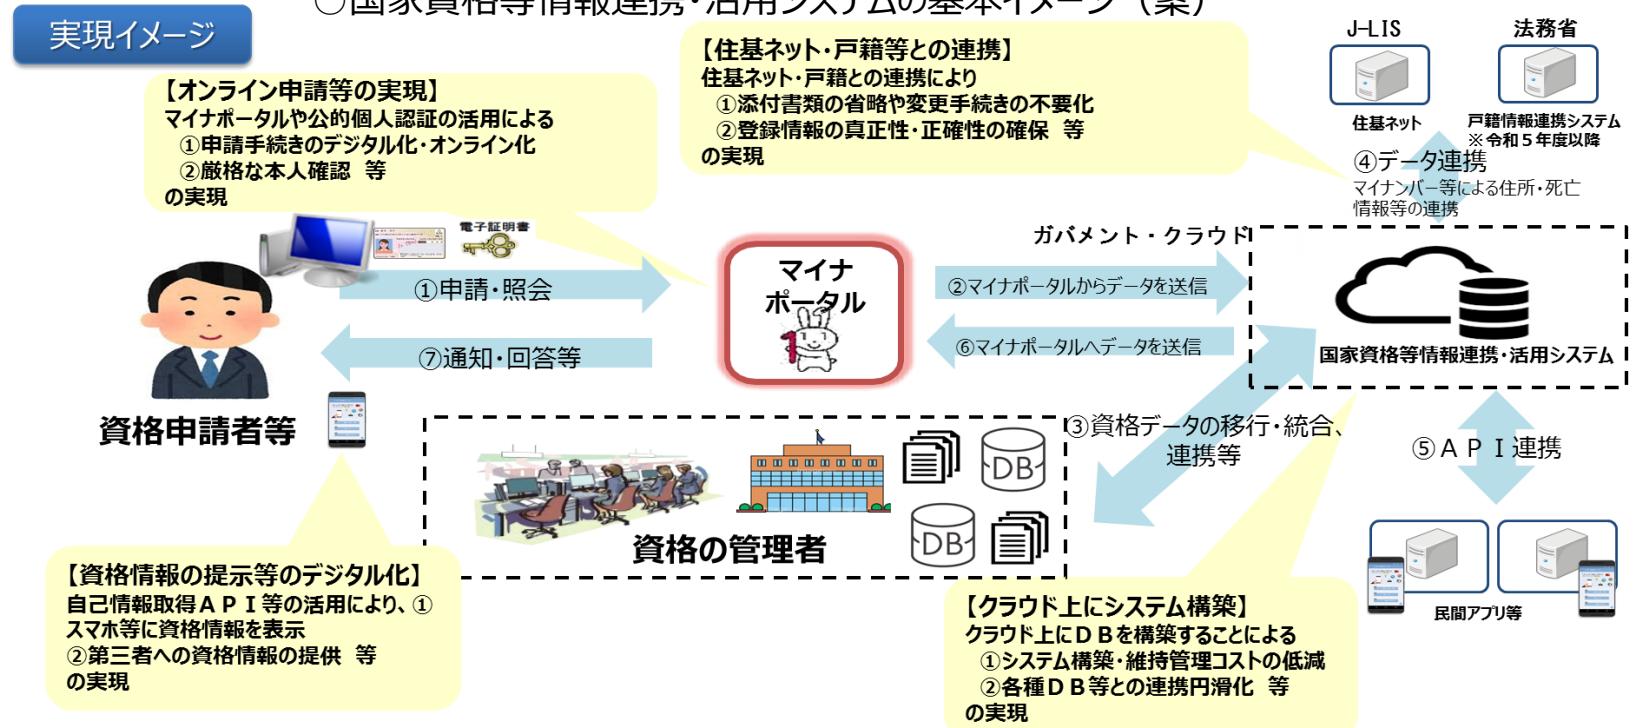 ○国家資格等情報連携・活用システムの基本イメージ（案）
実現イメージ
【オンライン申請等の実現】
マイナポータルや公的個人認証の活用による
①申請手続きのデジタル化・オンライン化
②厳格な本人確認　等
の実現
【住基ネット・戸籍等との連携】
住基ネット・戸籍との連携により
①添付書類の省略や変更手続きの不要化
②登録情報の真正性・正確性の確保　等
の実現
J-LIS
法務省
住基ネット
戸籍情報連携システム
※令和５年度以降
④データ連携
マイナンバー等による住所・死亡
情報等の連携
電子証明書
ガバメント・クラウド
①申請・照会
マイナ
ポータル
1
②マイナポータルからデータを送信
⑥マイナポータルへデータを送信
国家資格等情報連携・活用システム
⑦通知・回答等
資格申請者等
③資格データの移行・統合、
連携等
⑤ＡＰＩ連携
DB
DB
資格の管理者
民間アプリ等
【資格情報の提示等のデジタル化】
自己情報取得ＡＰＩ等の活用により、①
スマホ等に資格情報を表示
②第三者への資格情報の提供　等
の実現
【クラウド上にシステム構築】
クラウド上にＤＢを構築することによる
①システム構築・維持管理コストの低減
②各種ＤＢ等との連携円滑化　等
の実現